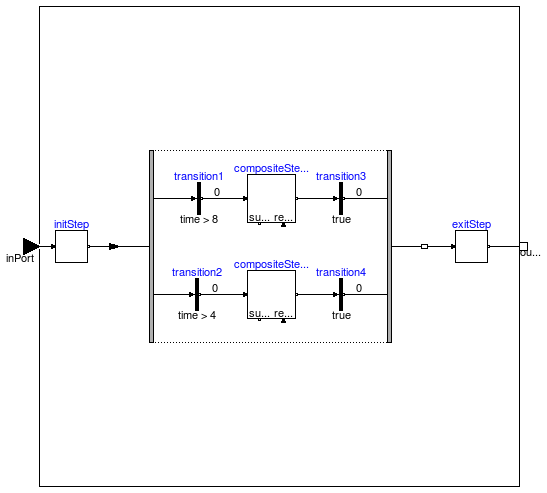 compositeSte...
transition1
transition3
0
0
su... re...
time > 8
true
initStep
exitStep
inPort
ou...
compositeSte...
transition2
transition4
0
0
su... re...
time > 4
true